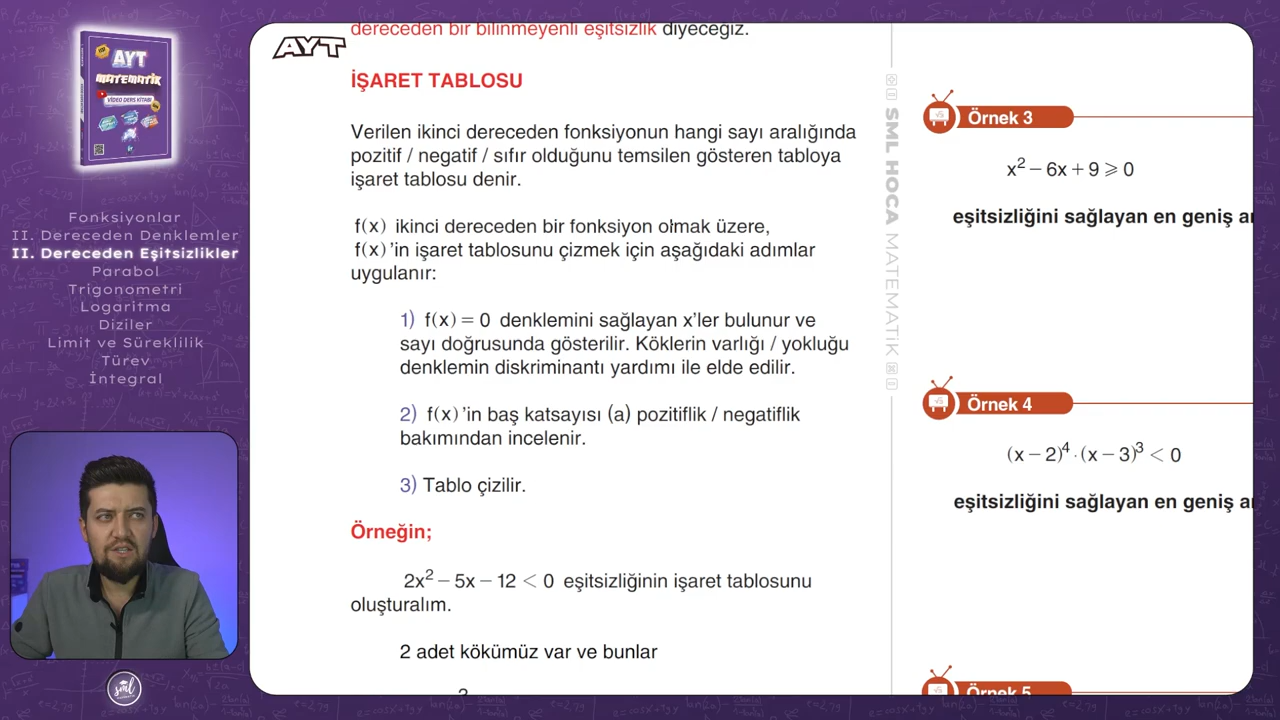 AYT
MATEMATİK
VİDEO DERS KİTABI
Fonksiyonlar
II. Dereceden Denklemler
II. Dereceden Eşitsizlikler
Parabol
Trigonometri
Logaritma
Diziler
Limit ve Süreklilik
Türev
İntegral
sml
AYT
dereceden bir bilinmeyenli eşitsizlik diyeceğiz.
İŞARET TABLOSU
Verilen ikinci dereceden fonksiyonun hangi sayı aralığında
pozitif / negatif / sıfır olduğunu temsilen gösteren tabloya
işaret tablosu denir.
f(x) ikinci dereceden bir fonksiyon olmak üzere,
f(x)'in işaret tablosunu çizmek için aşağıdaki adımlar
uygulanır:
1) f(x) = 0 denklemini sağlayan x'ler bulunur ve
sayı doğrusunda gösterilir. Köklerin varlığı / yokluğu
denklemin diskriminantı yardımı ile elde edilir.
2) f(x)'in baş katsayısı (a) pozitiflik / negatiflik
bakımından incelenir.
3) Tablo çizilir.
Örneğin;
2x² − 5x − 12 < 0 eşitsizliğinin işaret tablosunu
oluşturalım.
2 adet kökümüz var ve bunlar
SML HOCA MATEMATİK
Örnek 3
x² − 6x + 9 ⩾ 0
eşitsizliğini sağlayan en geniş
Örnek 4
(x − 2)⁴ · (x − 3)³ < 0
eşitsizliğini sağlayan en geniş
Örnek 5